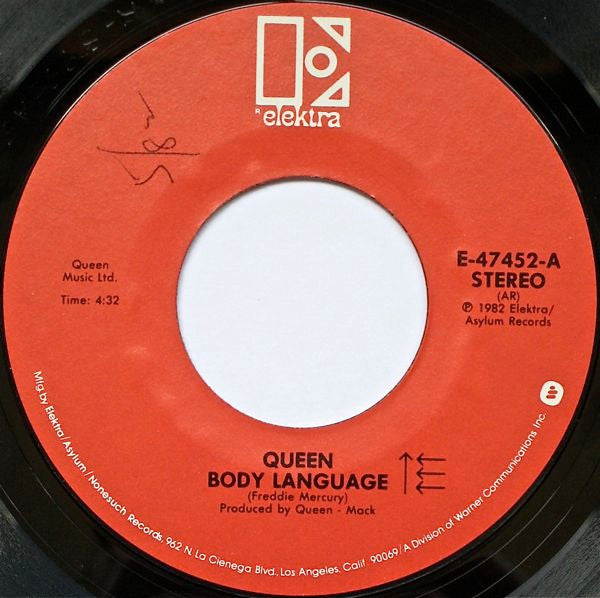 R
elektra
Queen
Music Ltd.
Time: 4:32
E-47452-A
STEREO
(AR)
℗ 1982 Elektra/
Asylum Records
QUEEN
BODY LANGUAGE
(Freddie Mercury)
Produced by Queen - Mack
Mfg. by Elektra/Asylum/Nonesuch Records, 962 N. La Cienega Blvd., Los Angeles, Calif. 90069/A Division of Warner Communications Inc.